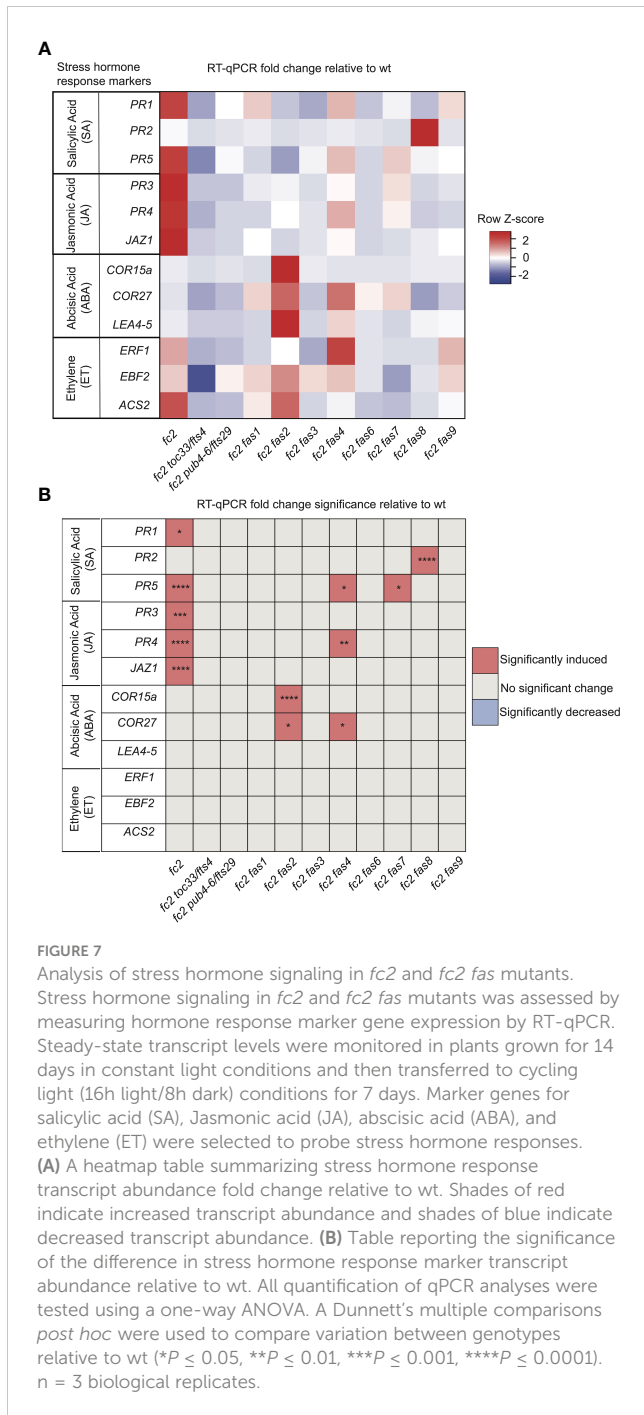 A
Stress hormone
response markers
RT-qPCR fold change relative to wt
Salicylic Acid
(SA)
PR1
PR2
PR5
Jasmonic Acid
(JA)
PR3
PR4
JAZ1
Abcisic Acid
(ABA)
COR15a
COR27
LEA4-5
Ethylene
(ET)
ERF1
EBF2
ACS2
Row Z-score
2
0
-2
fc2
fc2 toc33/fts4
fc2 pub4-6/fts29
fc2 fas1
fc2 fas2
fc2 fas3
fc2 fas4
fc2 fas6
fc2 fas7
fc2 fas8
fc2 fas9
B
RT-qPCR fold change significance relative to wt
Salicylic Acid
(SA)
PR1 *
PR2 ****
PR5 **** * *
Jasmonic Acid
(JA)
PR3 ***
PR4 **** **
JAZ1 ****
Abcisic Acid
(ABA)
COR15a ****
COR27 * *
LEA4-5
Ethylene
(ET)
ERF1
EBF2
ACS2
Significantly induced
No significant change
Significantly decreased
fc2
fc2 toc33/fts4
fc2 pub4-6/fts29
fc2 fas1
fc2 fas2
fc2 fas3
fc2 fas4
fc2 fas6
fc2 fas7
fc2 fas8
fc2 fas9
FIGURE 7
Analysis of stress hormone signaling in fc2 and fc2 fas mutants.
Stress hormone signaling in fc2 and fc2 fas mutants was assessed by
measuring hormone response marker gene expression by RT-qPCR.
Steady-state transcript levels were monitored in plants grown for 14
days in constant light conditions and then transferred to cycling
light (16h light/8h dark) conditions for 7 days. Marker genes for
salicylic acid (SA), Jasmonic acid (JA), abscisic acid (ABA), and
ethylene (ET) were selected to probe stress hormone responses.
(A) A heatmap table summarizing stress hormone response
transcript abundance fold change relative to wt. Shades of red
indicate increased transcript abundance and shades of blue indicate
decreased transcript abundance. (B) Table reporting the significance
of the difference in stress hormone response marker transcript
abundance relative to wt. All quantification of qPCR analyses were
tested using a one-way ANOVA. A Dunnett's multiple comparisons
post hoc were used to compare variation between genotypes
relative to wt (*P ≤ 0.05, **P ≤ 0.01, ***P ≤ 0.001, ****P ≤ 0.0001).
n = 3 biological replicates.